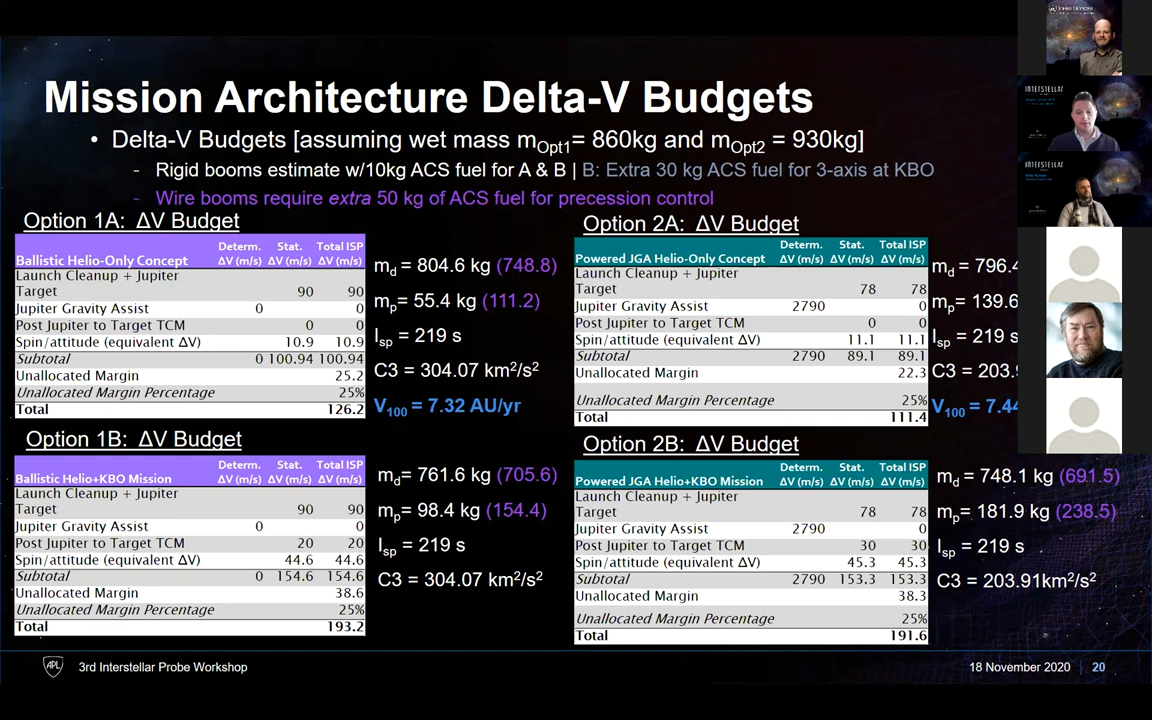 Mission Architecture Delta-V Budgets
• Delta-V Budgets [assuming wet mass mOpt1= 860kg and mOpt2 = 930kg]
- Rigid booms estimate w/10kg ACS fuel for A & B | B: Extra 30 kg ACS fuel for 3-axis at KBO
- Wire booms require extra 50 kg of ACS fuel for precession control
Option 1A: ΔV Budget
Determ. Stat. Total ISP
Ballistic Helio-Only Concept ΔV (m/s) ΔV (m/s) ΔV (m/s)
Launch Cleanup + Jupiter
Target 90 90
Jupiter Gravity Assist 0 0
Post Jupiter to Target TCM 0 0
Spin/attitude (equivalent ΔV) 10.9 10.9
Subtotal 0 100.94 100.94
Unallocated Margin 25.2
Unallocated Margin Percentage 25%
Total 126.2
md = 804.6 kg (748.8)
mp= 55.4 kg (111.2)
Isp = 219 s
C3 = 304.07 km²/s²
V100 = 7.32 AU/yr
Option 2A: ΔV Budget
Determ. Stat. Total ISP
Powered JGA Helio-Only Concept ΔV (m/s) ΔV (m/s) ΔV (m/s)
Launch Cleanup + Jupiter
Target 78 78
Jupiter Gravity Assist 2790 0
Post Jupiter to Target TCM 0 0
Spin/attitude (equivalent ΔV) 11.1 11.1
Subtotal 2790 89.1 89.1
Unallocated Margin 22.3
Unallocated Margin Percentage 25%
Total 111.4
md = 796.4
mp= 139.6
Isp = 219 s
C3 = 203.
V100 = 7.44
Option 1B: ΔV Budget
Determ. Stat. Total ISP
Ballistic Helio+KBO Mission ΔV (m/s) ΔV (m/s) ΔV (m/s)
Launch Cleanup + Jupiter
Target 90 90
Jupiter Gravity Assist 0 0
Post Jupiter to Target TCM 20 20
Spin/attitude (equivalent ΔV) 44.6 44.6
Subtotal 0 154.6 154.6
Unallocated Margin 38.6
Unallocated Margin Percentage 25%
Total 193.2
md= 761.6 kg (705.6)
mp= 98.4 kg (154.4)
Isp = 219 s
C3 = 304.07 km²/s²
Option 2B: ΔV Budget
Determ. Stat. Total ISP
Powered JGA Helio+KBO Mission ΔV (m/s) ΔV (m/s) ΔV (m/s)
Launch Cleanup + Jupiter
Target 78 78
Jupiter Gravity Assist 2790 0
Post Jupiter to Target TCM 30 30
Spin/attitude (equivalent ΔV) 45.3 45.3
Subtotal 2790 153.3 153.3
Unallocated Margin 38.3
Unallocated Margin Percentage 25%
Total 191.6
md = 748.1 kg (691.5)
mp= 181.9 kg (238.5)
Isp = 219 s
C3 = 203.91km²/s²
APL
3rd Interstellar Probe Workshop
18 November 2020 | 20
INTERSTELLAR
INTERSTELLAR